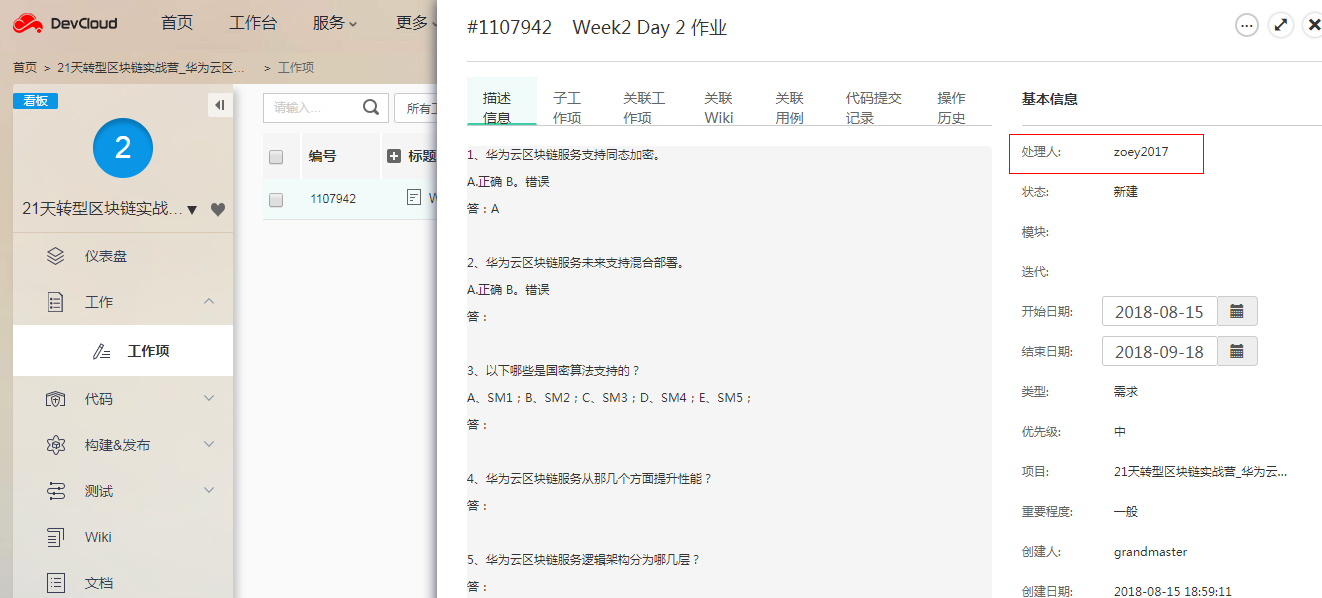 DevCloud 首页 工作台 服务 更多
首页 > 21天转型区块链实战营_华为云区... > 工作项
看板
2
21天转型区块链实战...
仪表盘
工作
工作项
代码
构建&发布
测试
Wiki
文档
请输入...
所有
编号 标题
1107942
#1107942 Week2 Day 2 作业
描述信息
子工作项
关联工作项
关联Wiki
关联用例
代码提交记录
操作历史
1、华为云区块链服务支持同态加密。
A.正确 B。错误
答：A
2、华为云区块链服务未来支持混合部署。
A.正确 B。错误
答：
3、以下哪些是国密算法支持的？
A、SM1；B、SM2；C、SM3；D、SM4；E、SM5；
答：
4、华为云区块链服务从那几个方面提升性能？
答：
5、华为云区块链服务逻辑架构分为哪几层？
答：
基本信息
处理人: zoey2017
状态: 新建
模块:
迭代:
开始日期: 2018-08-15
结束日期: 2018-09-18
类型: 需求
优先级: 中
项目: 21天转型区块链实战营_华为云...
重要程度: 一般
创建人: grandmaster
创建日期: 2018-08-15 18:59:11